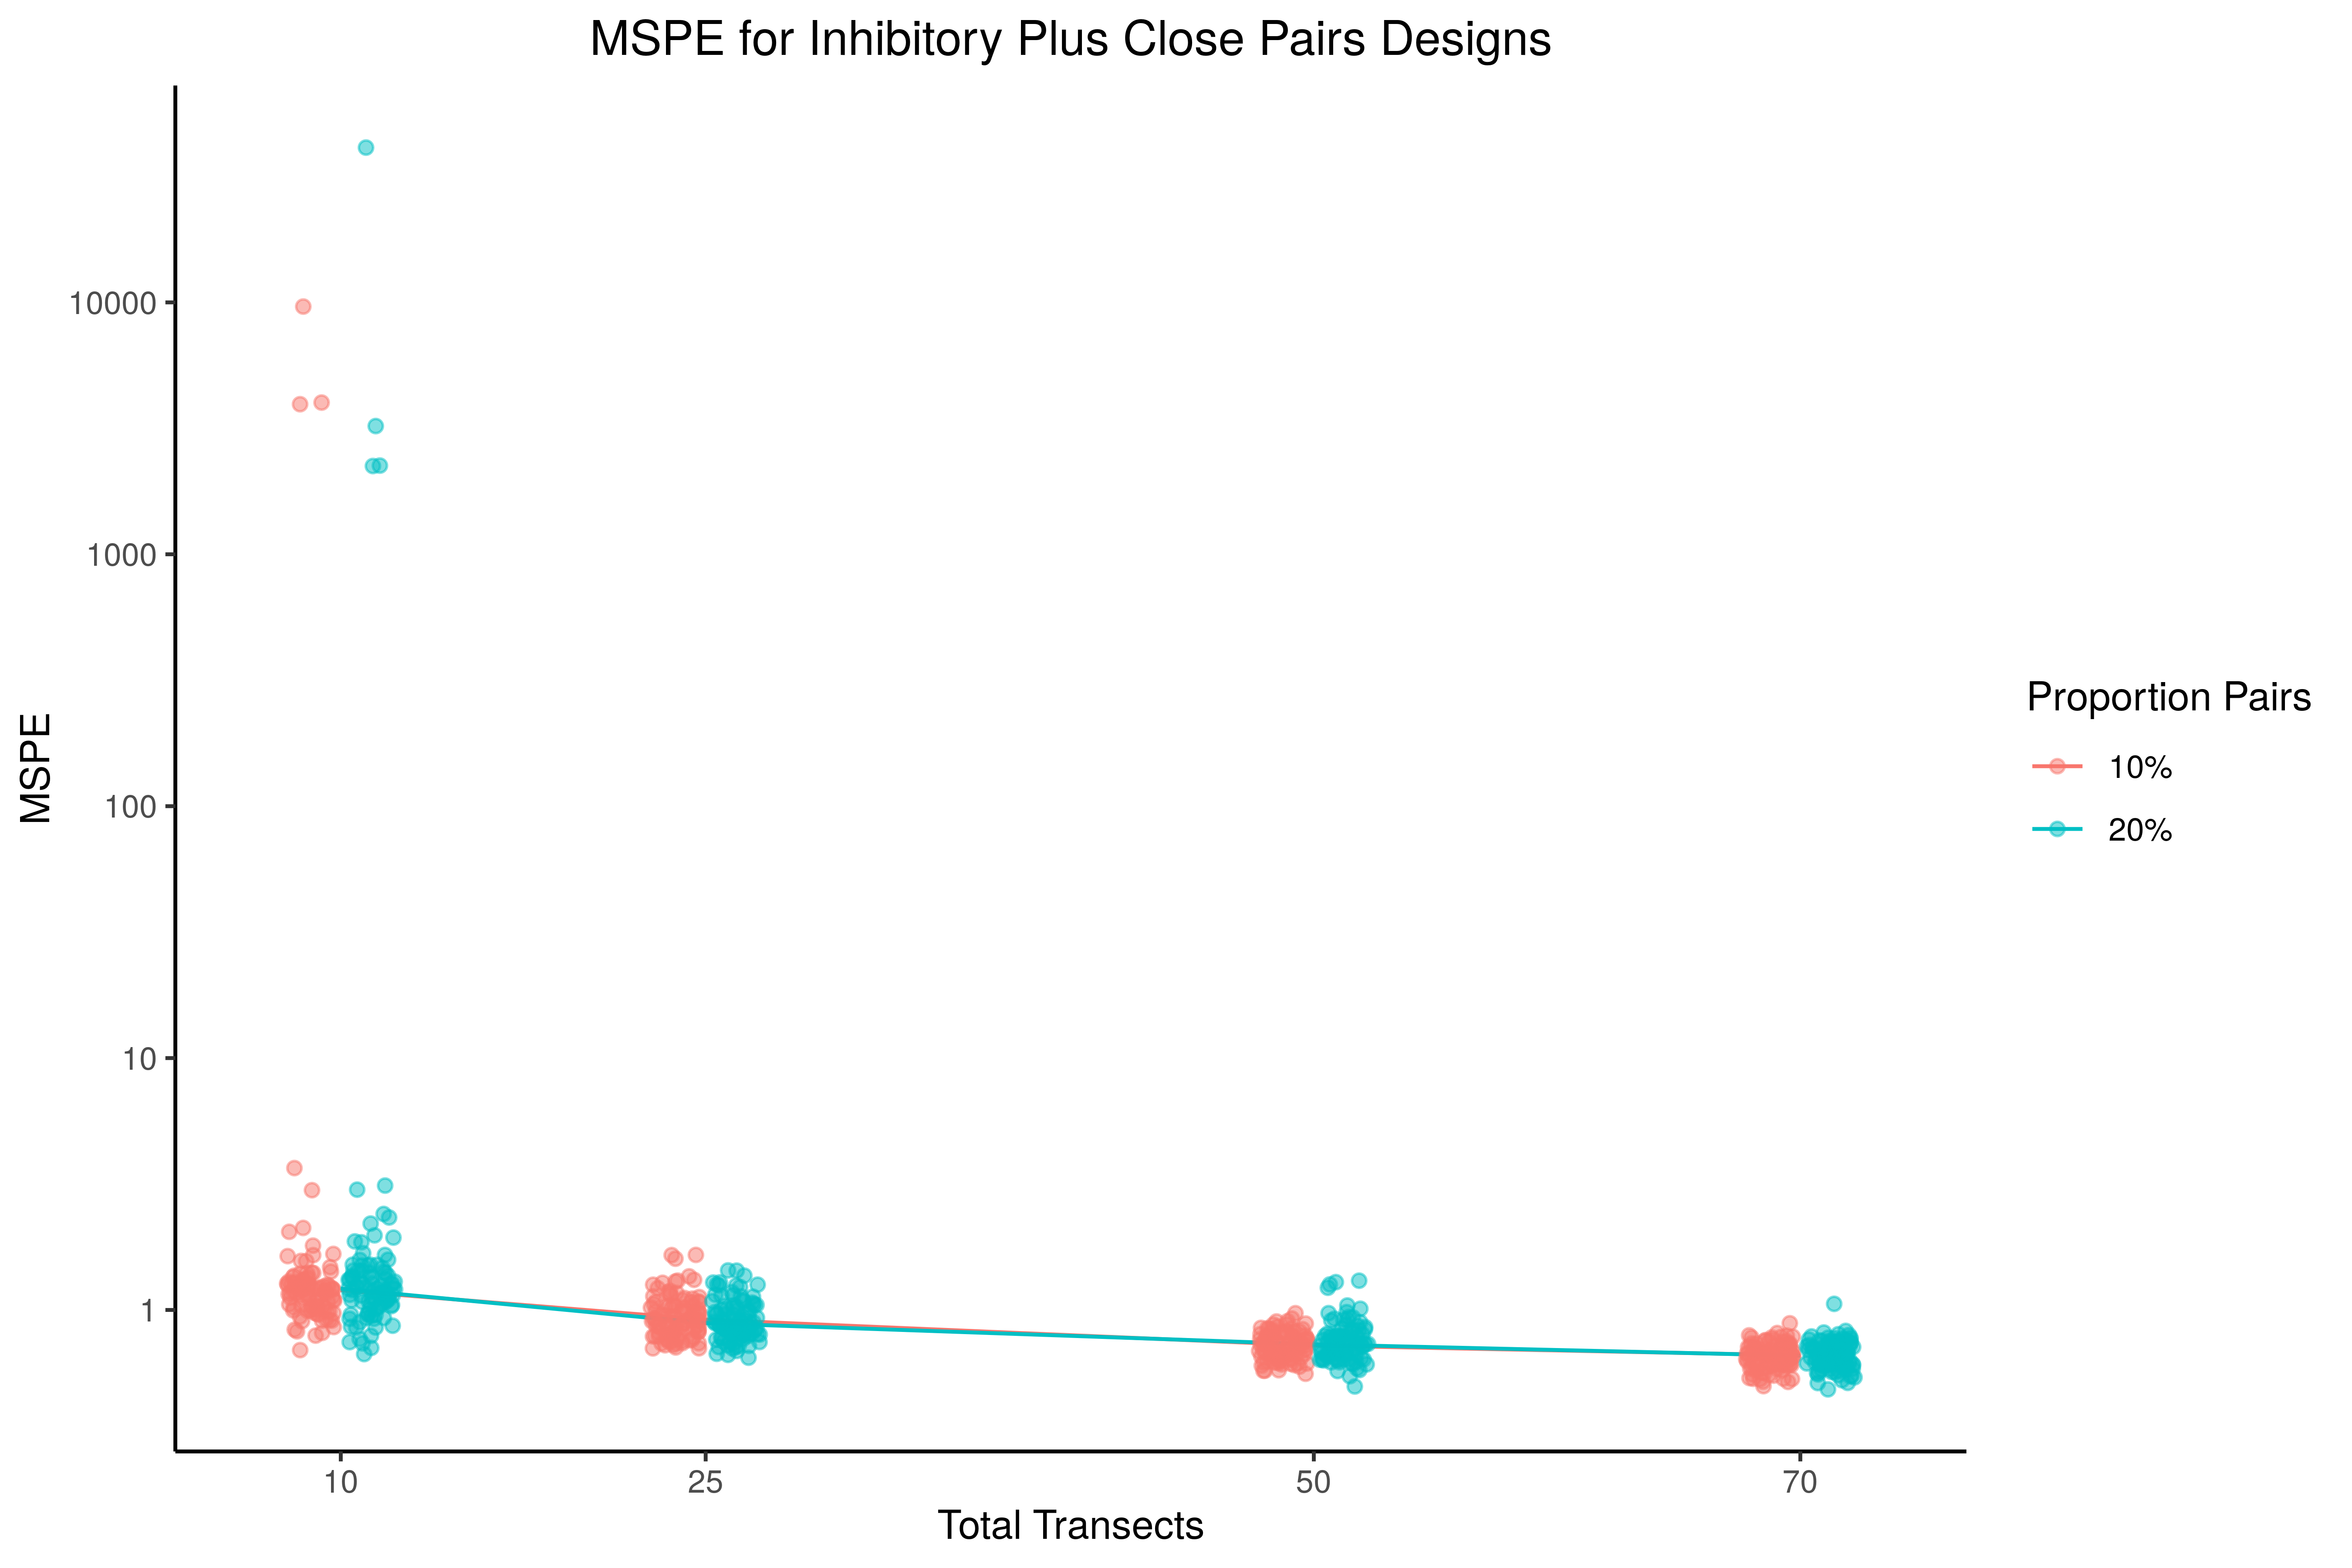 MSPE for Inhibitory Plus Close Pairs Designs
MSPE
10000
1000
100
10
1
10
25
50
70
Total Transects
Proportion Pairs
10%
20%